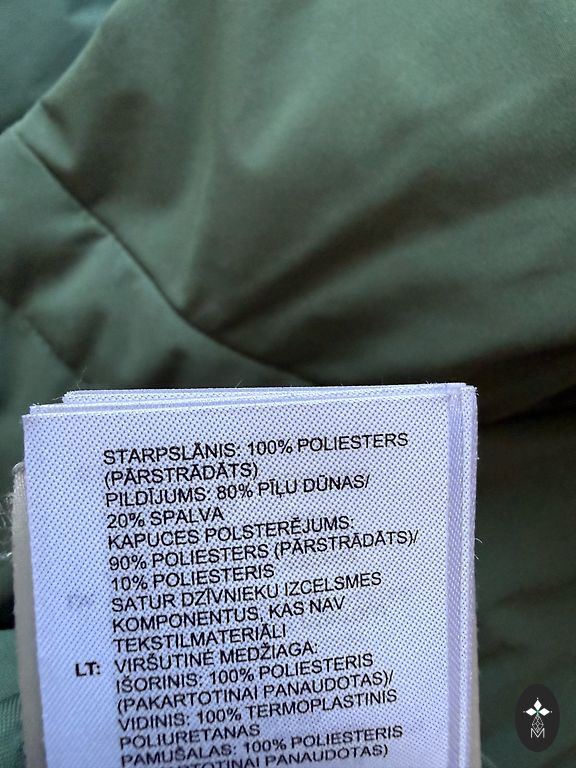 STARPSLĀNIS: 100% POLIESTERS
(PĀRSTRĀDĀTS)
PILDĪJUMS: 80% PĪĻU DŪNAS/
20% SPALVA
KAPUCES POLSTERĒJUMS:
90% POLIESTERS (PĀRSTRĀDĀTS)/
10% POLIESTERIS
SATUR DZĪVNIEKU IZCELSMES
KOMPONENTUS, KAS NAV
TEKSTILMATERIĀLI
LT: VIRŠUTINĖ MEDŽIAGA:
IŠORINIS: 100% POLIESTERIS
(PAKARTOTINAI PANAUDOTAS)/
VIDINIS: 100% TERMOPLASTINIS
POLIURETANAS
PAMUŠALAS: 100% POLIESTERIS
(PAKARTOTINAI PANAUDOTAS)
M